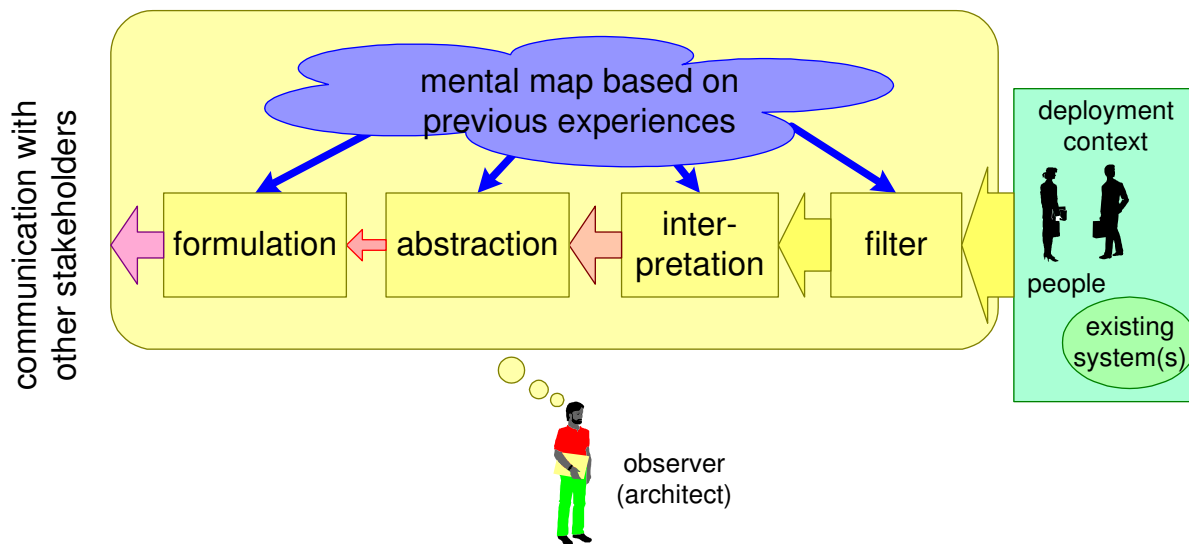 communication with
other stakeholders
mental map based on
previous experiences
formulation
abstraction
inter-
pretation
filter
deployment
context
people
existing
system(s)
observer
(architect)